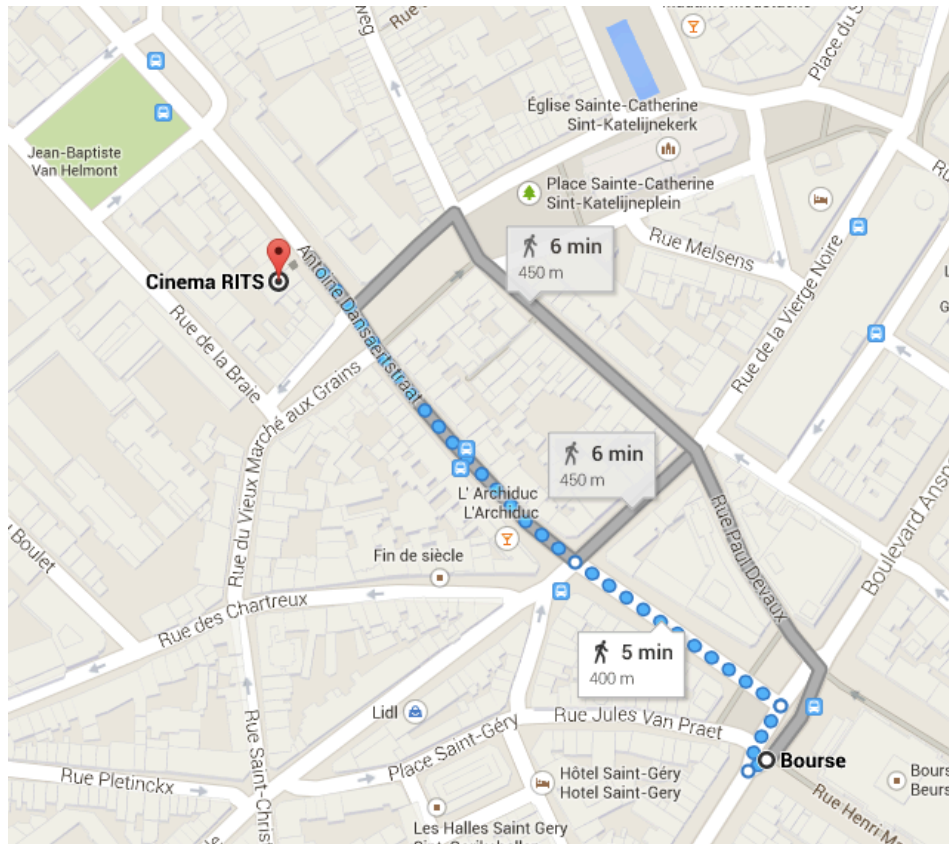 Rue
weg
Place du S
Église Sainte-Catherine
Sint-Katelijnekerk
Jean-Baptiste
Van Helmont
Place Sainte-Catherine
Sint-Katelijneplein
Ru
6 min
450 m
Rue Melsens
Antoine Dansaertstraat
Cinema RITS
Rue de la Vierge Noire
L
G
Rue de la Braie
Rue du Vieux Marché aux Grains
6 min
450 m
L' Archiduc
L'Archiduc
Boulevard Ansp
Rue Paul Devaux
Boulet
Fin de siècle
Rue des Chartreux
5 min
400 m
Lidl
Rue Jules Van Praet
Rue Saint-Chris
Place Saint-Géry
Bourse
Rue Pletinckx
Hôtel Saint-Géry
Hotel Saint-Gery
Bours
Beurs
Rue Henri M
Les Halles Saint Gery